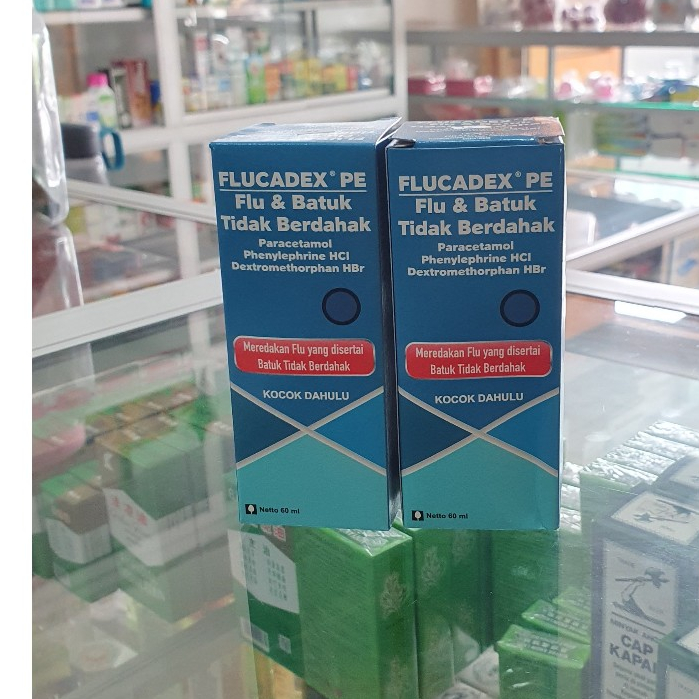 FLUCADEX® PE
Flu & Batuk
Tidak Berdahak
Paracetamol
Phenylephrine HCl
Dextromethorphan HBr
Meredakan Flu yang disertai
Batuk Tidak Berdahak
KOCOK DAHULU
Netto 60 ml
FLUCADEX® PE
Flu & Batuk
Tidak Berdahak
Paracetamol
Phenylephrine HCl
Dextromethorphan HBr
Meredakan Flu yang disertai
Batuk Tidak Berdahak
KOCOK DAHULU
Netto 60 ml
CAP
KAPAK